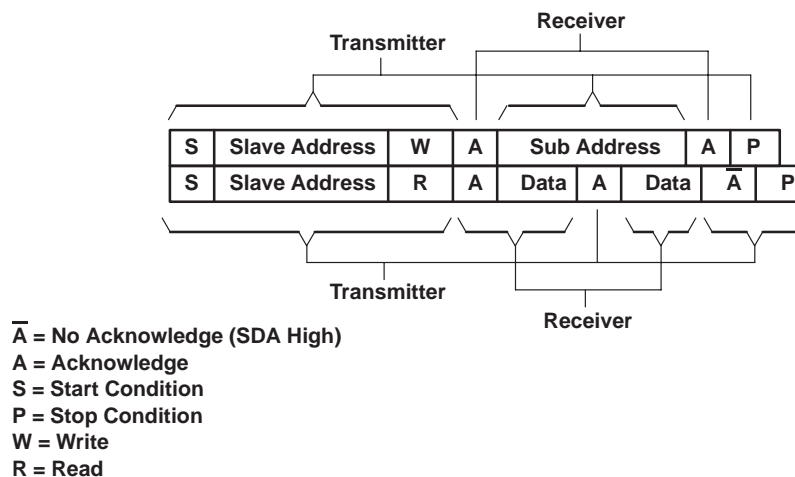 Receiver
Transmitter
S Slave Address W A Sub Address A P
S Slave Address R A Data A Data A̅ P
Transmitter
Receiver
A̅ = No Acknowledge (SDA High)
A = Acknowledge
S = Start Condition
P = Stop Condition
W = Write
R = Read